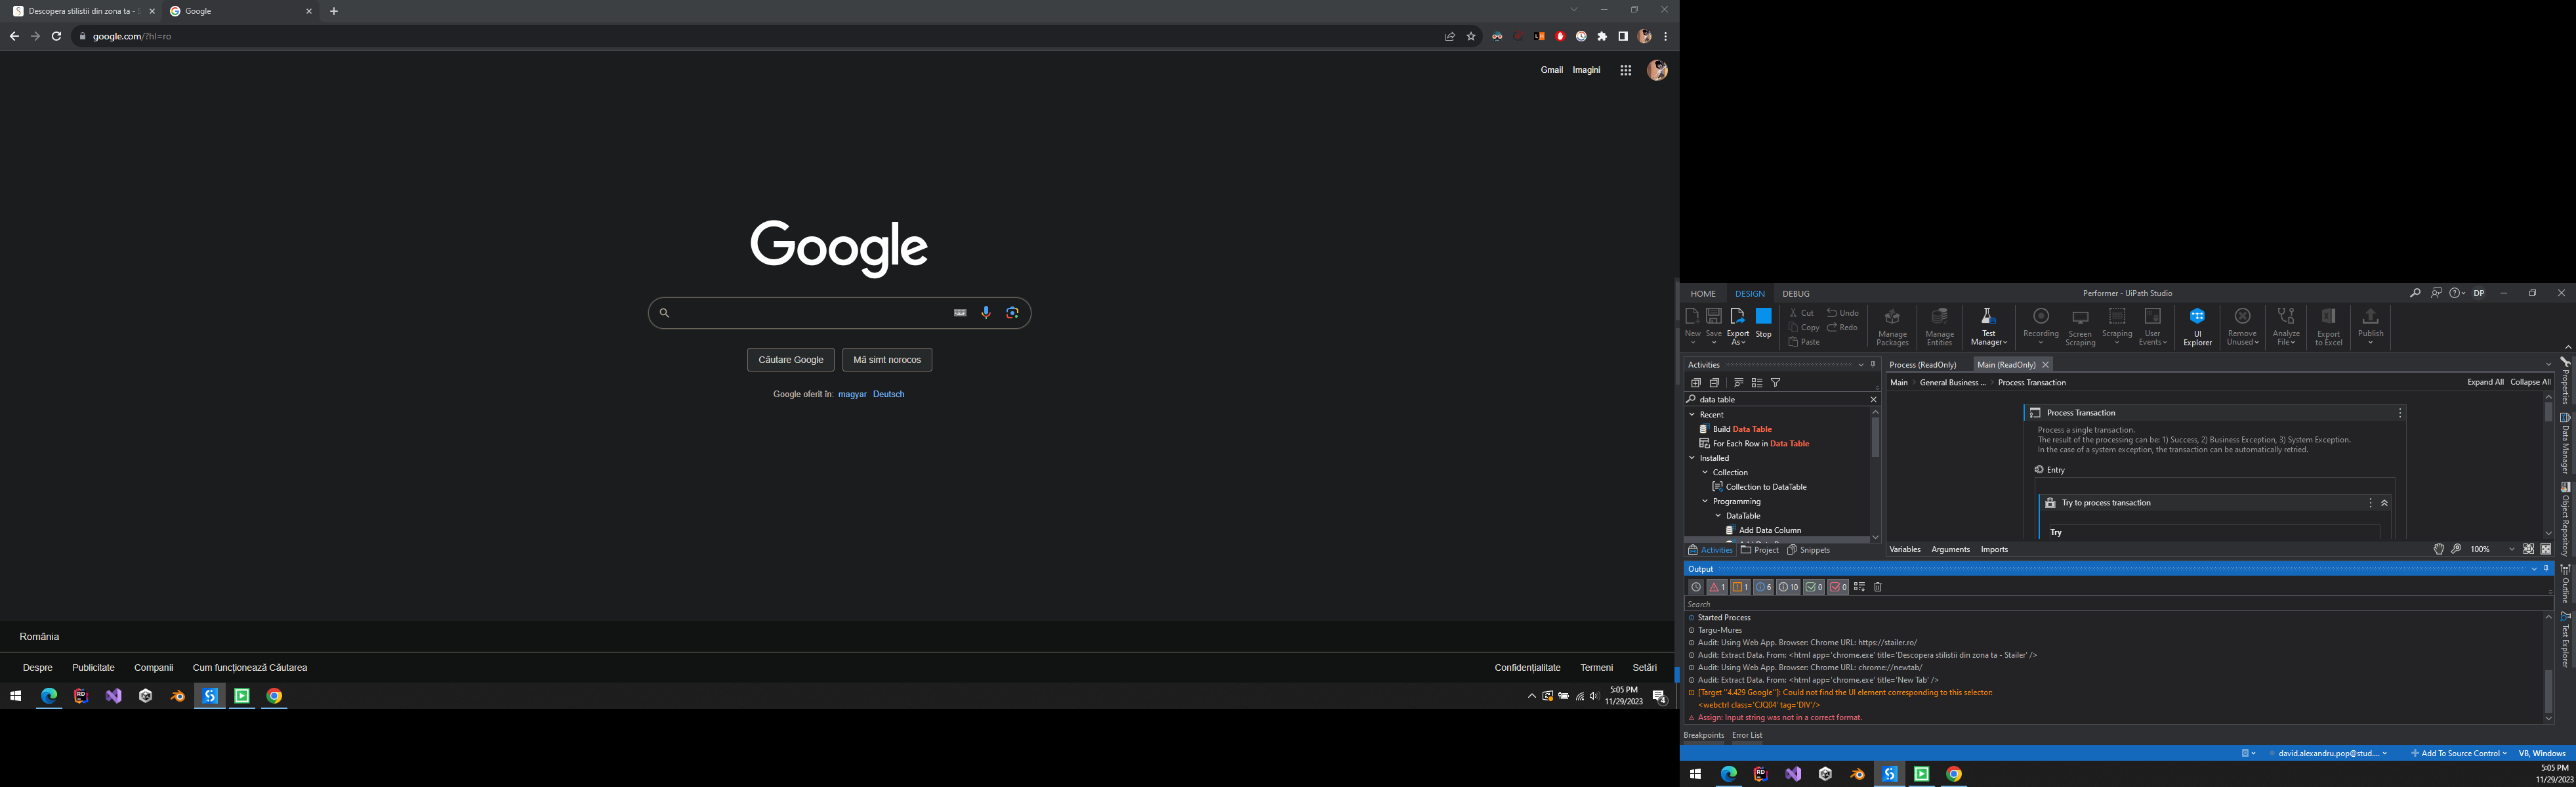 Descopera stilistii din zona ta - S
Google
google.com/?hl=ro
Gmail Imagini
Google
Căutare Google Mă simt norocos
Google oferit în: magyar Deutsch
România
Despre Publicitate Companii Cum funcționează Căutarea
Confidențialitate Termeni Setări
5:05 PM
11/29/2023
4
HOME DESIGN DEBUG
Performer - UiPath Studio
DP
New Save Export As Stop
Cut Undo
Copy Redo
Paste
Manage Packages
Manage Entities
Test Manager
Recording
Screen Scraping
Scraping
User Events
UI Explorer
Remove Unused
Analyze File
Export to Excel
Publish
Activities
data table
Recent
Build Data Table
For Each Row in Data Table
Installed
Collection
Collection to DataTable
Programming
DataTable
Add Data Column
Activities Project Snippets
Process (ReadOnly) Main (ReadOnly)
Main General Business ... Process Transaction
Expand All Collapse All
Process Transaction
Process a single transaction.
The result of the processing can be: 1) Success, 2) Business Exception, 3) System Exception.
In the case of a system exception, the transaction can be automatically retried.
Entry
Try to process transaction
Try
Variables Arguments Imports
100%
Properties
Data Manager
Object Repository
Outline
Test Explorer
Output
1 1 6 10 0 0
Search
Started Process
Targu-Mures
Audit: Using Web App. Browser: Chrome URL: https://stailer.ro/
Audit: Extract Data. From: <html app='chrome.exe' title='Descopera stilistii din zona ta - Stailer' />
Audit: Using Web App. Browser: Chrome URL: chrome://newtab/
Audit: Extract Data. From: <html app='chrome.exe' title='New Tab' />
[Target "4.429 Google"]: Could not find the UI element corresponding to this selector:
<webctrl class='CJQ04' tag='DIV'/>
Assign: Input string was not in a correct format.
Breakpoints Error List
david.alexandru.pop@stud.... Add To Source Control VB, Windows
5:05 PM
11/29/2023